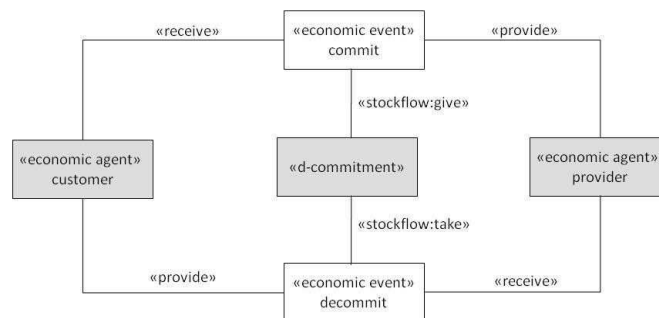 «receive»
«economic event»
commit
«provide»
«stockflow:give»
«economic agent»
customer
«d-commitment»
«economic agent»
provider
«stockflow:take»
«provide»
«economic event»
decommit
«receive»